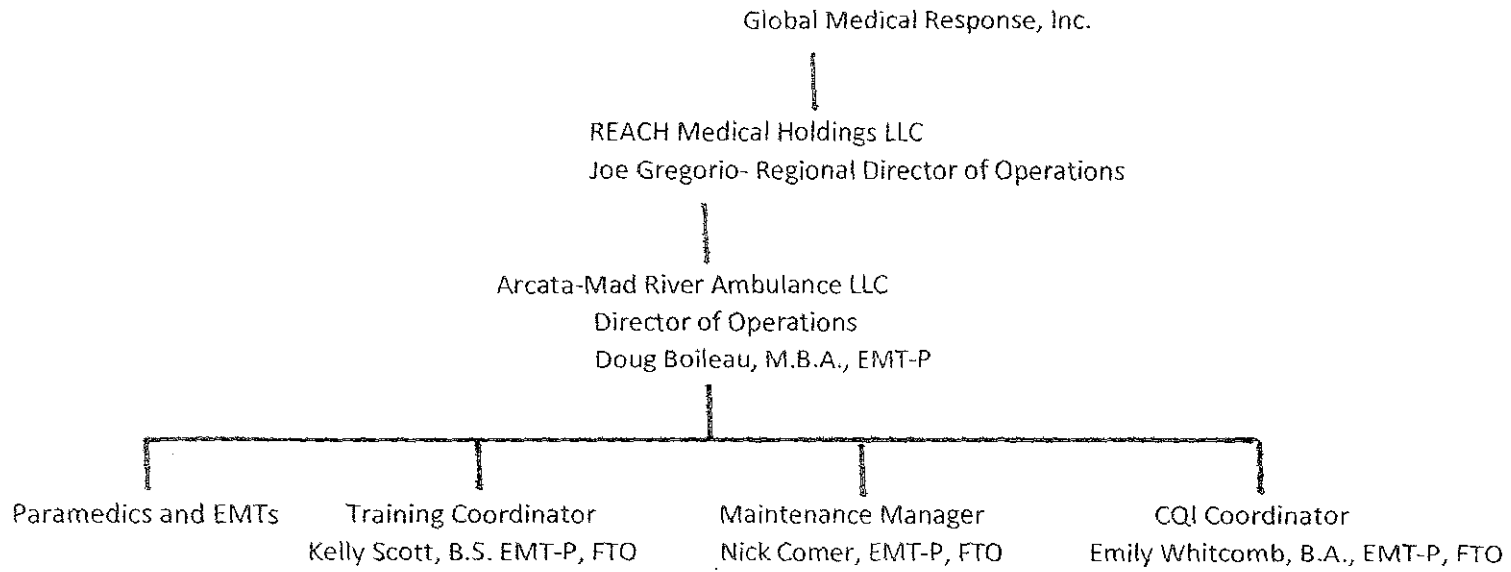 Global Medical Response, Inc.
REACH Medical Holdings LLC
Joe Gregorio- Regional Director of Operations
Arcata-Mad River Ambulance LLC
Director of Operations
Doug Boileau, M.B.A., EMT-P
Paramedics and EMTs
Training Coordinator
Kelly Scott, B.S. EMT-P, FTO
Maintenance Manager
Nick Comer, EMT-P, FTO
CQI Coordinator
Emily Whitcomb, B.A., EMT-P, FTO